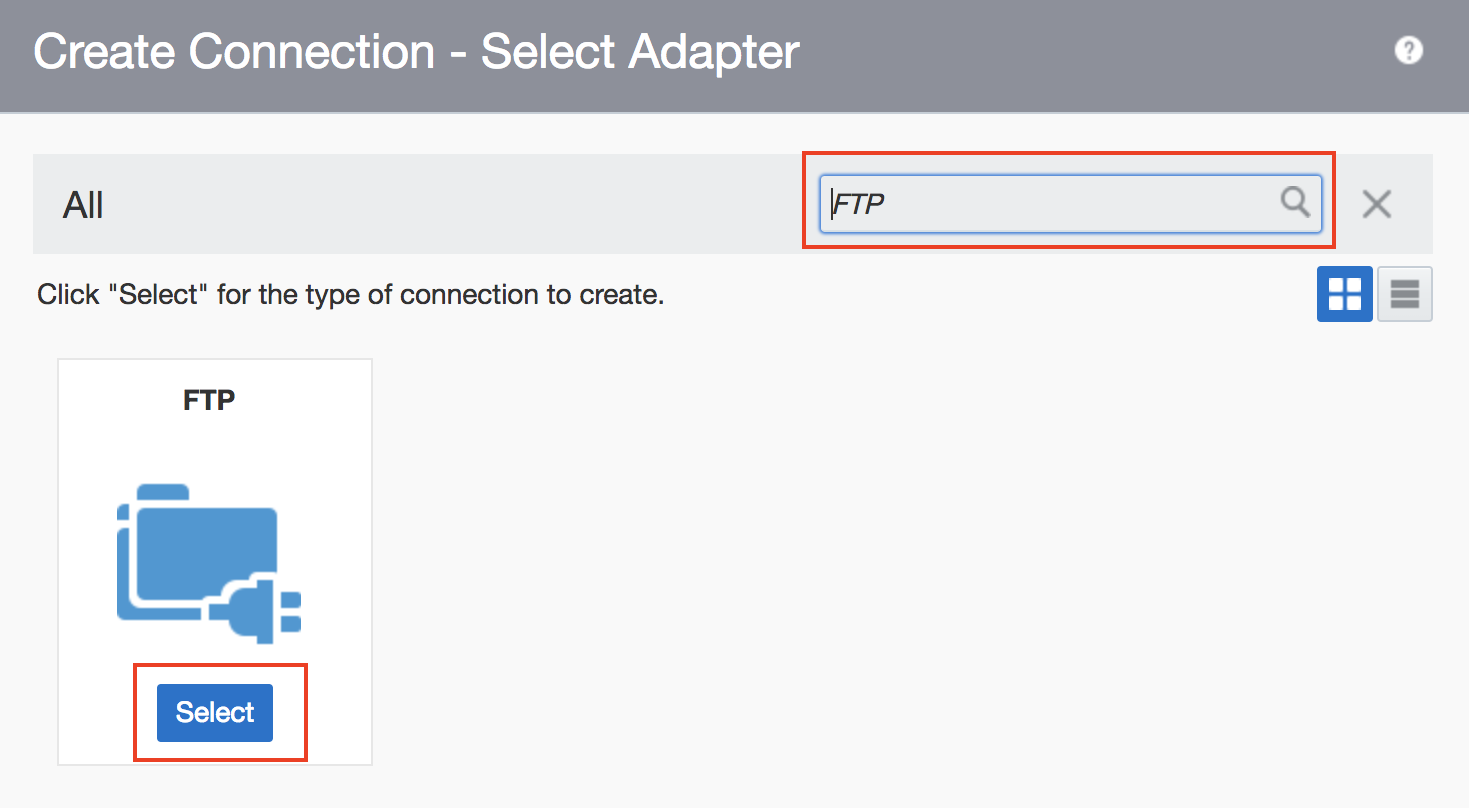 Create Connection - Select Adapter
All
FTP
Click "Select" for the type of connection to create.
FTP
Select